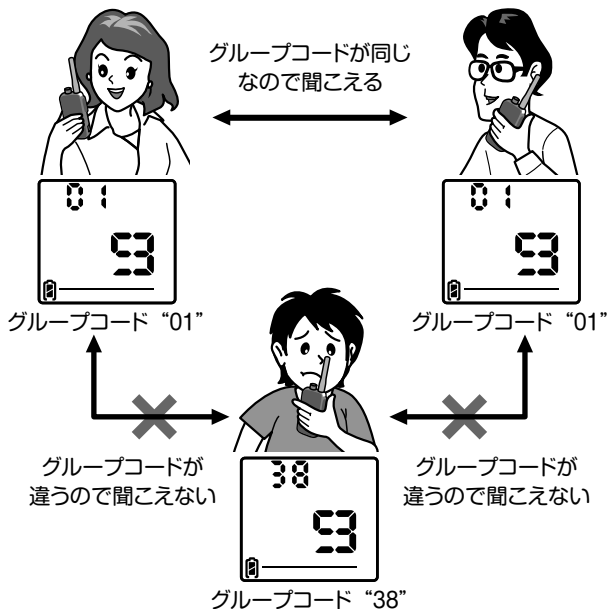 グループコードが同じ
なので聞こえる
01
9
グループコード “01”
01
9
グループコード “01”
グループコードが
違うので聞こえない
グループコードが
違うので聞こえない
38
9
グループコード “38”